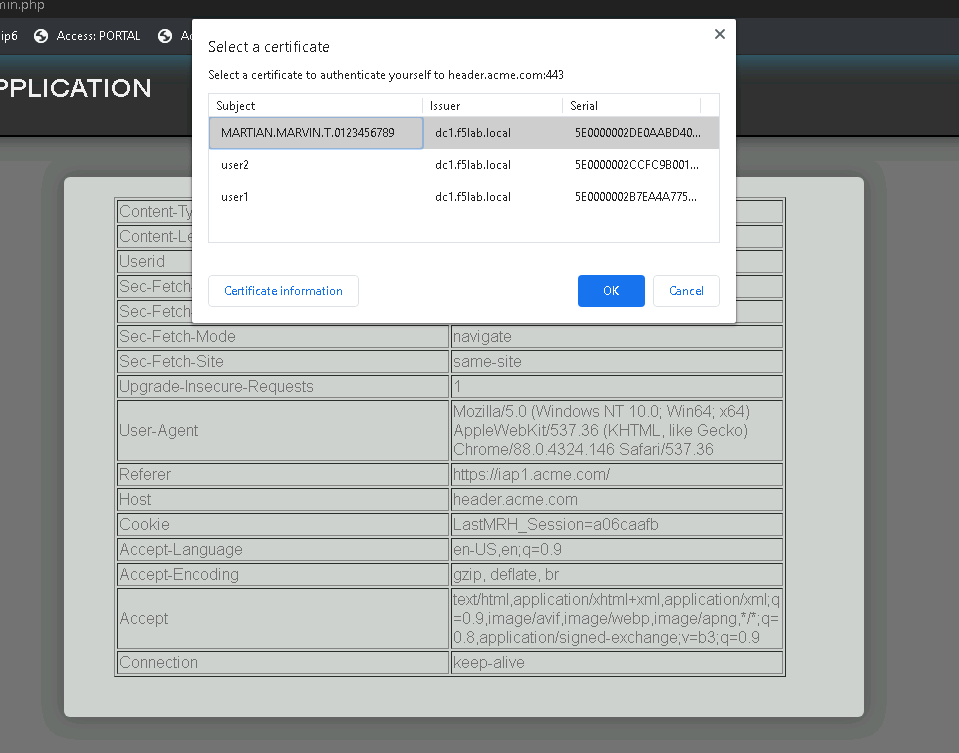 min.php
ip6 Access: PORTAL Ac
PPLICATION
Select a certificate
Select a certificate to authenticate yourself to header.acme.com:443
Subject Issuer Serial
MARTIAN.MARVIN.T.0123456789 dc1.f5lab.local 5E0000002DE0AABD40...
user2 dc1.f5lab.local 5E0000002CCFC9B001...
user1 dc1.f5lab.local 5E0000002B7EA4A775...
Certificate information OK Cancel
Content-Ty
Content-Le
Userid
Sec-Fetch-
Sec-Fetch-
Sec-Fetch-Mode navigate
Sec-Fetch-Site same-site
Upgrade-Insecure-Requests 1
User-Agent Mozilla/5.0 (Windows NT 10.0; Win64; x64)
AppleWebKit/537.36 (KHTML, like Gecko)
Chrome/88.0.4324.146 Safari/537.36
Referer https://iap1.acme.com/
Host header.acme.com
Cookie LastMRH_Session=a06caafb
Accept-Language en-US,en;q=0.9
Accept-Encoding gzip, deflate, br
Accept text/html,application/xhtml+xml,application/xml;q
=0.9,image/avif,image/webp,image/apng,*/*;q=
0.8,application/signed-exchange;v=b3;q=0.9
Connection keep-alive